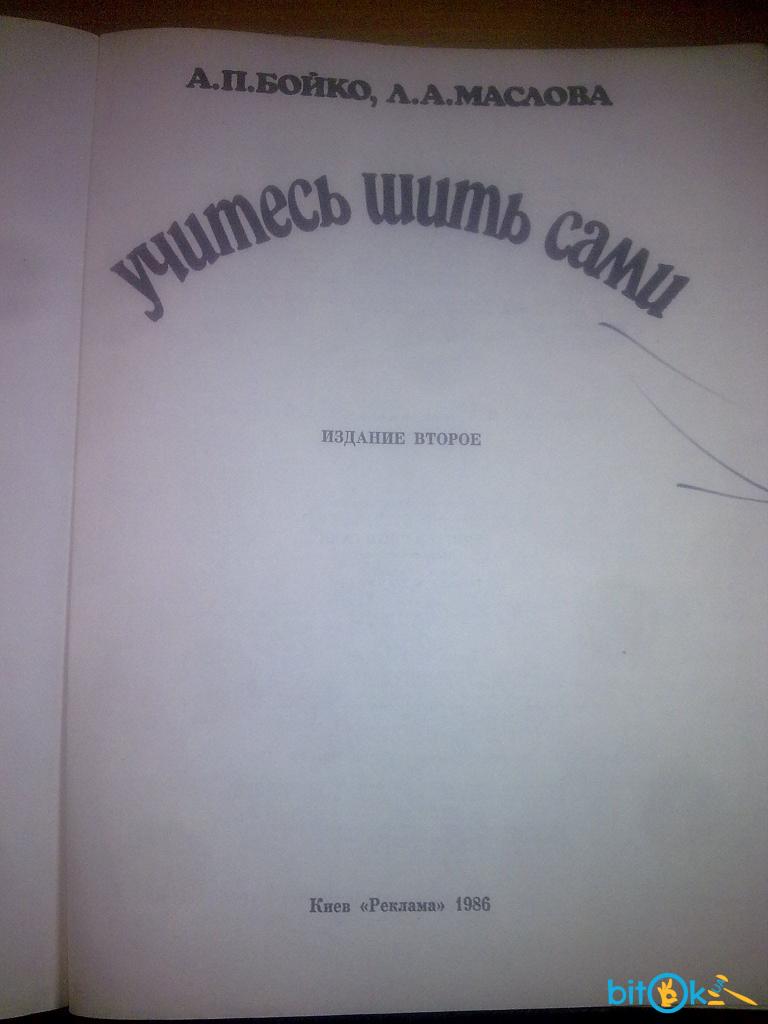 А.П.БОЙКО, Л.А.МАСЛОВА
учитесь шить сами
ИЗДАНИЕ ВТОРОЕ
Киев «Реклама» 1986
bitOk